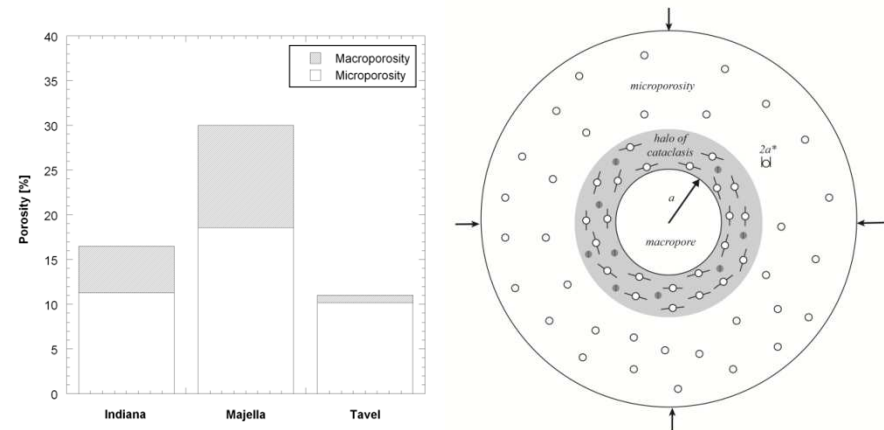 40
35
30
25
20
15
10
5
0
Porosity [%]
Macroporosity
Microporosity
Indiana
Majella
Tavel
microporosity
halo of
cataclasis
2a*
a
macropore